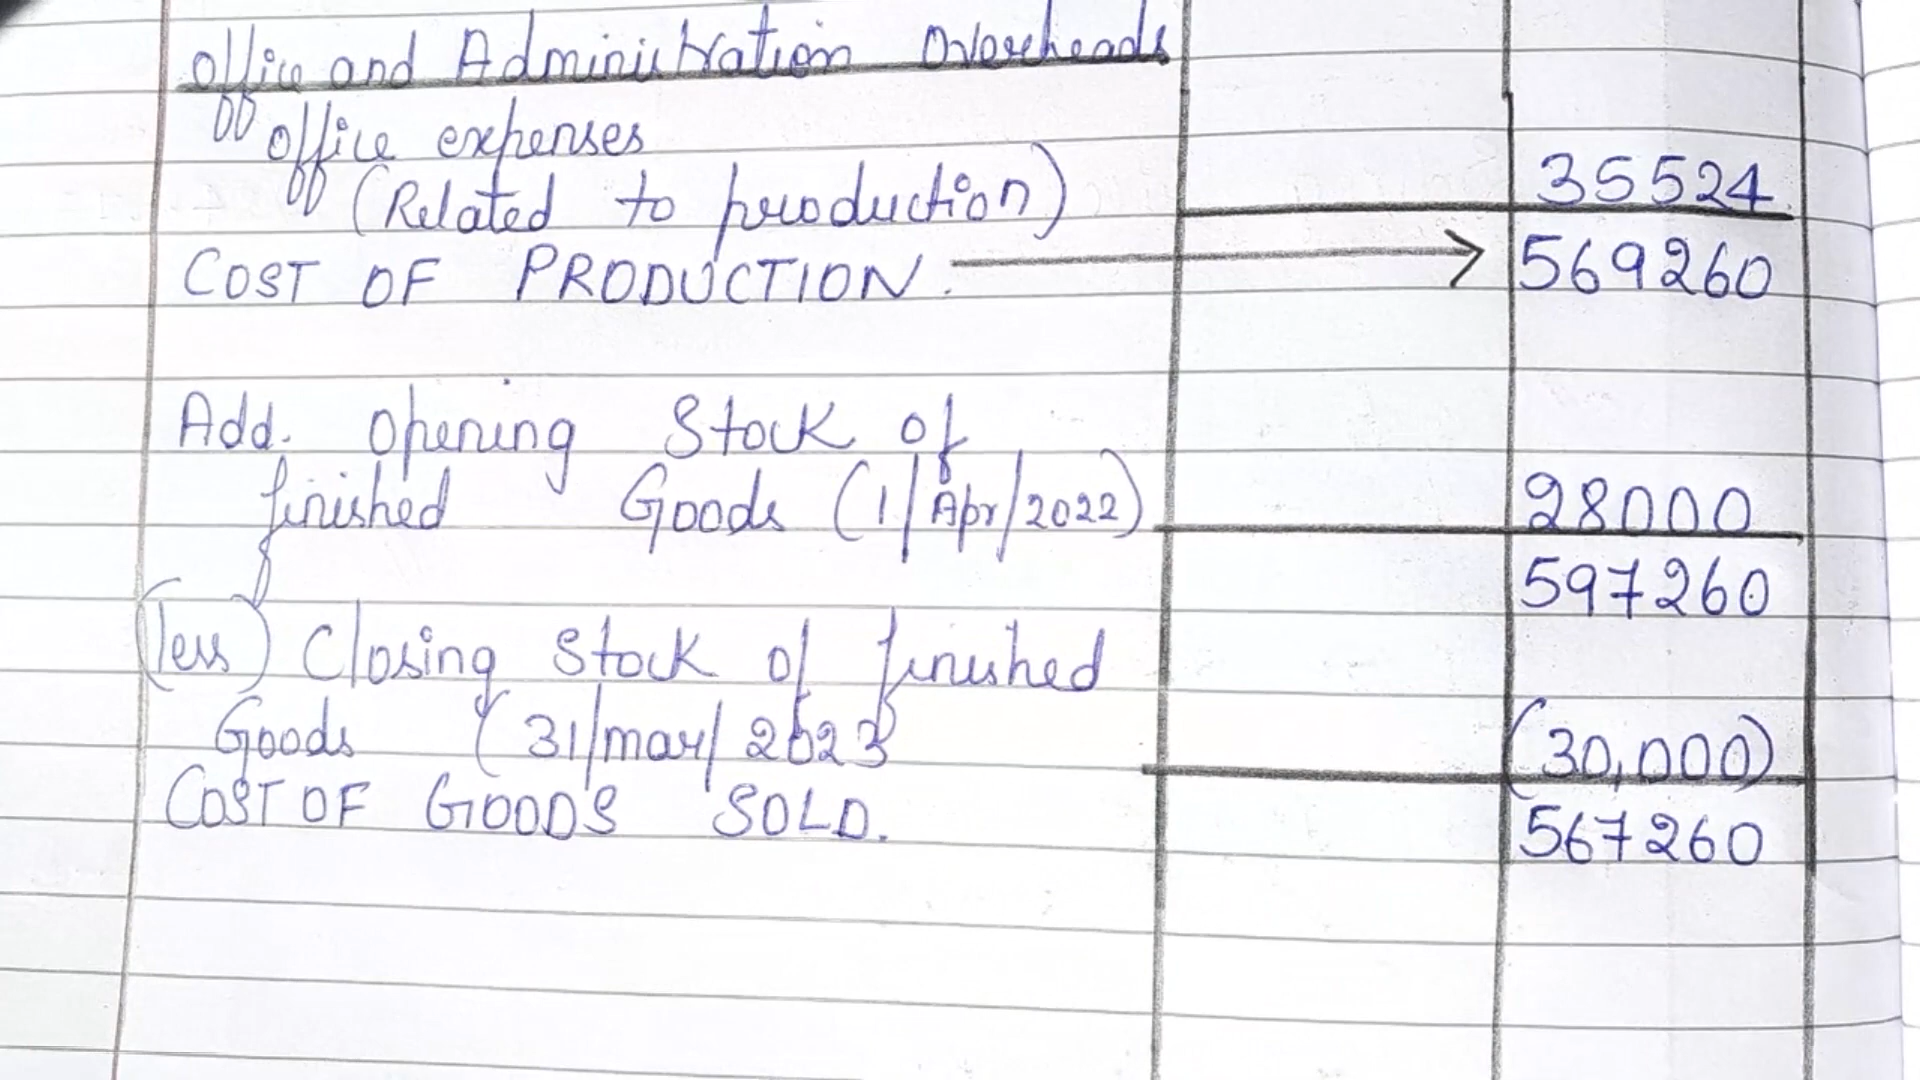 Office and Administration Overheads
Office expenses
(Related to production) 35524
COST OF PRODUCTION. → 569260
Add. Opening Stock of
finished Goods (1/Apr/2022) 28000
597260
(less) Closing Stock of finished
Goods (31/mar/2023 (30,000)
COST OF GOODS SOLD. 567260